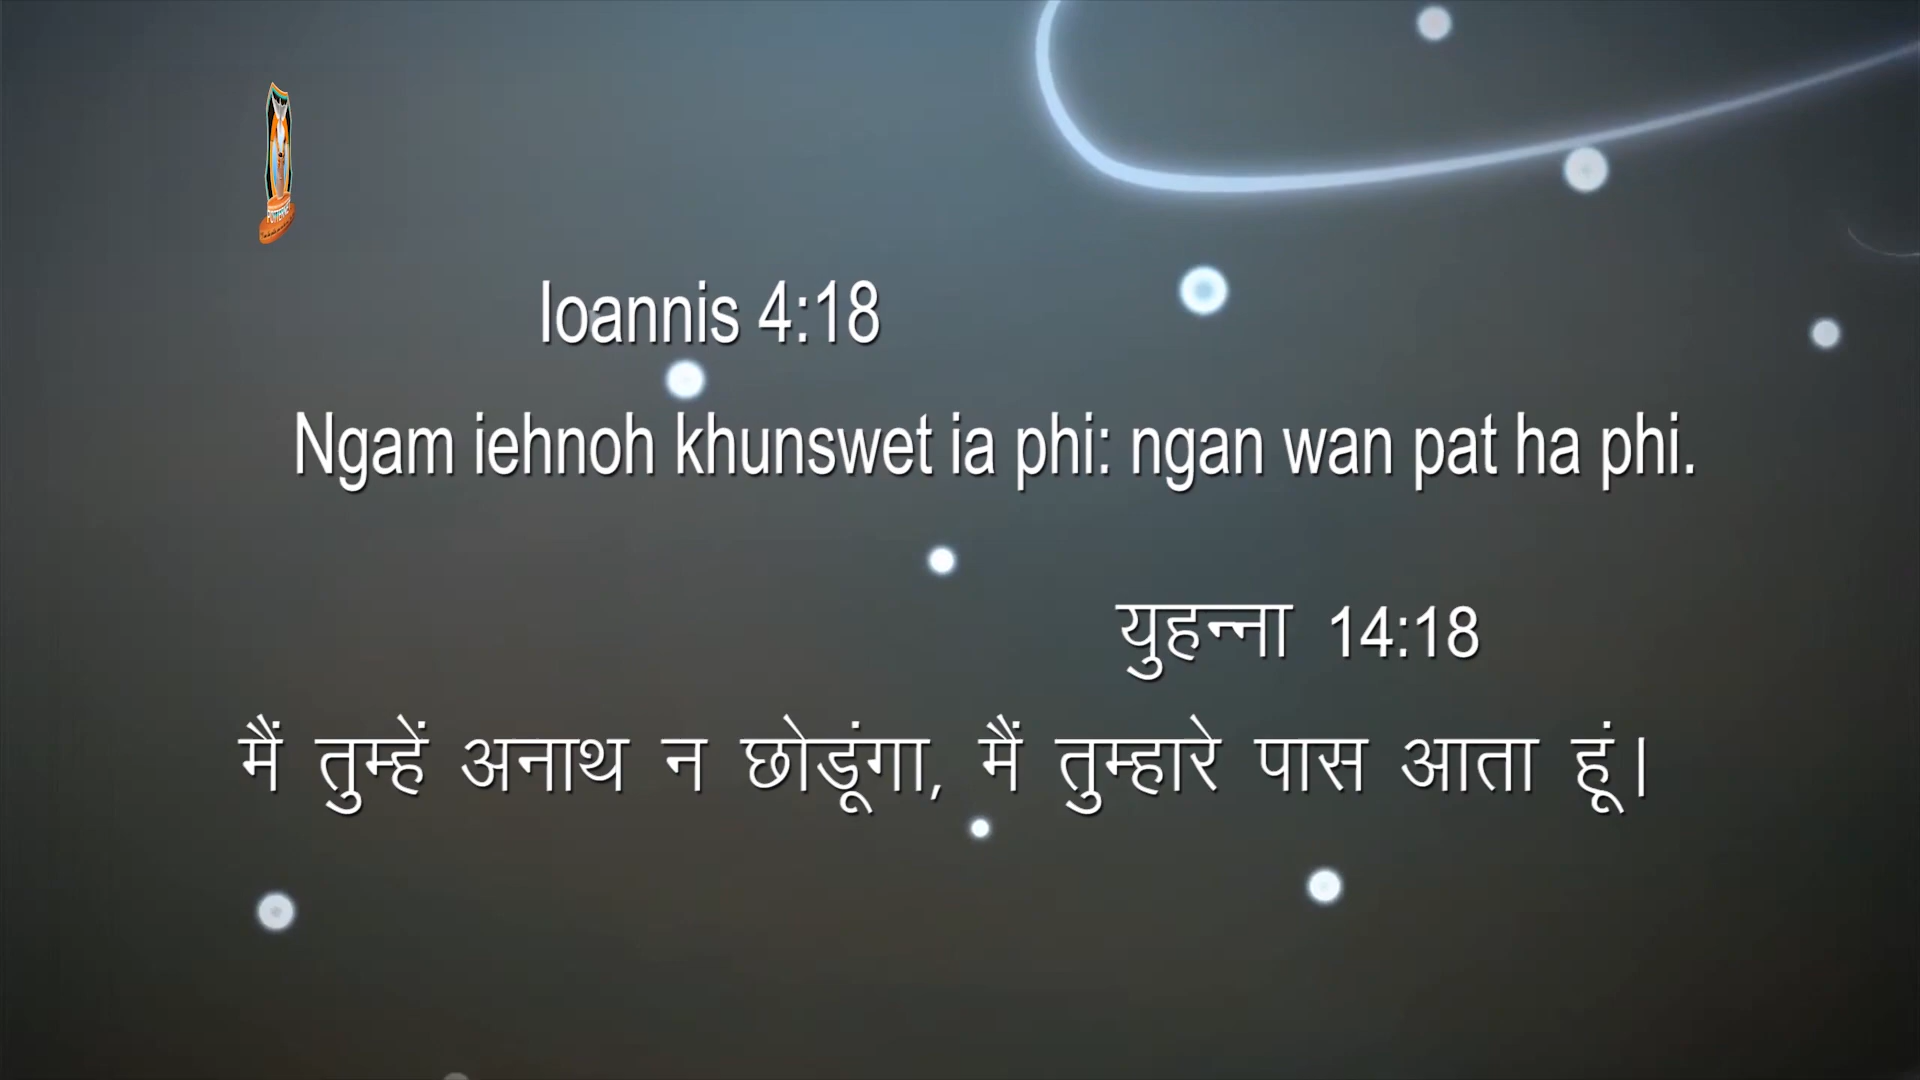 Ioannis 4:18
Ngam iehnoh khunswet ia phi: ngan wan pat ha phi.
युहन्ना 14:18
मैं तुम्हें अनाथ न छोडूंगा, मैं तुम्हारे पास आता हूं।